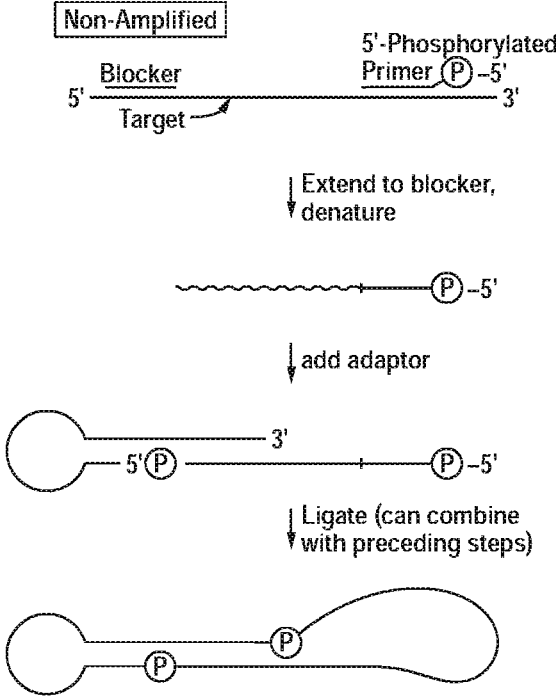 Non-Amplified
5'-Phosphorylated
Blocker
Primer P –5'
5'
3'
Target
Extend to blocker,
denature
P –5'
add adaptor
3'
5' P
P –5'
Ligate (can combine
with preceding steps)
P
P